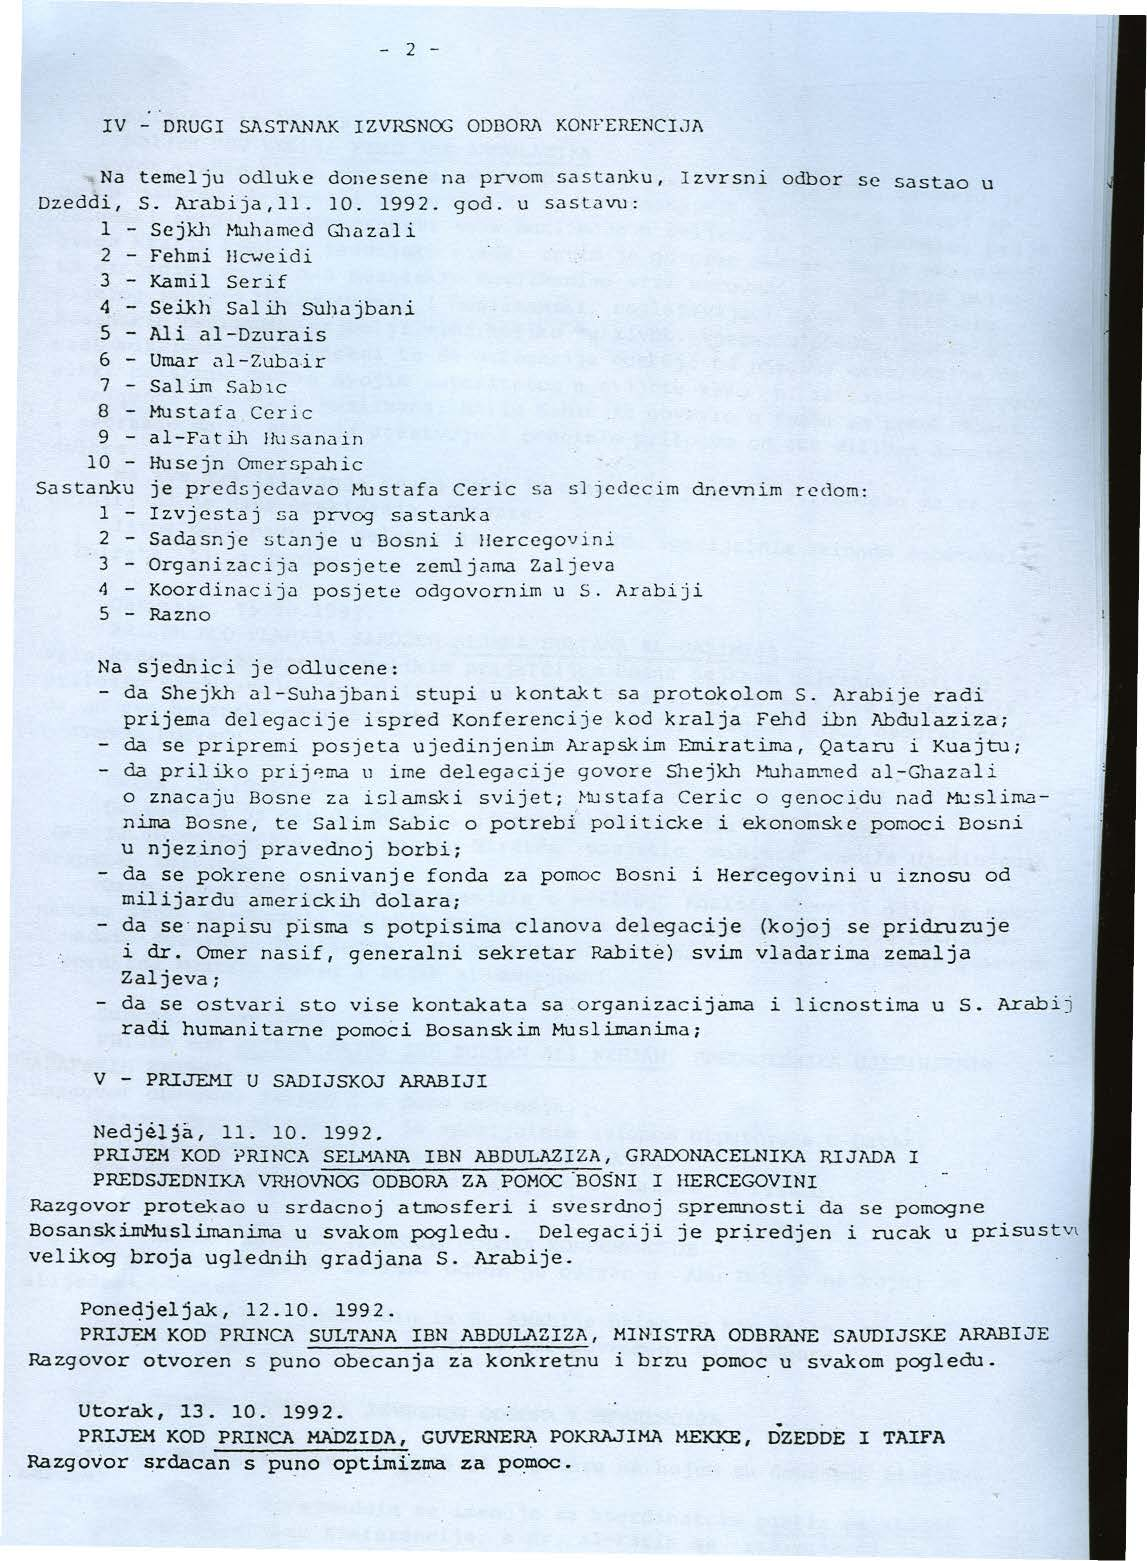 - 2 -
IV - DRUGI SASTANAK IZVRSNOG ODBORA KONFERENCIJA
Na temelju odluke donesene na prvom sastanku, Izvrsni odbor se sastao u
Dzeddi, S. Arabija,11. 10. 1992. god. u sastavu:
1 - Sejkh Muhamed Ghazali
2 - Fehmi Hcweidi
3 - Kamil Serif
4 - Seikh Salih Suhajbani
5 - Ali al-Dzurais
6 - Umar al-Zubair
7 - Salim Sabic
8 - Mustafa Ceric
9 - al-Fatih Husanain
10 - Husejn Omerspahic
Sastanku je predsjedavao Mustafa Ceric sa sljedecim dnevnim redom:
1 - Izvjestaj sa prvog sastanka
2 - Sadasnje stanje u Bosni i Hercegovini
3 - Organizacija posjete zemljama Zaljeva
4 - Koordinacija posjete odgovornim u S. Arabiji
5 - Razno
Na sjednici je odlucene:
- da Shejkh al-Suhajbani stupi u kontakt sa protokolom S. Arabije radi
prijema delegacije ispred Konferencije kod kralja Fehd ibn Abdulaziza;
- da se pripremi posjeta ujedinjenim Arapskim Emiratima, Qataru i Kuajtu;
- da priliko prijema u ime delegacije govore Shejkh Muhammed al-Ghazali
o znacaju Bosne za islamski svijet; Mustafa Ceric o genocidu nad Muslima-
nima Bosne, te Salim Sabic o potrebi politicke i ekonomske pomoci Bosni
u njezinoj pravednoj borbi;
- da se pokrene osnivanje fonda za pomoc Bosni i Hercegovini u iznosu od
milijardu americkih dolara;
- da se napisu pisma s potpisima clanova delegacije (kojoj se pridruzuje
i dr. Omer nasif, generalni sekretar Rabite) svim vladarima zemalja
Zaljeva;
- da se ostvari sto vise kontakata sa organizacijama i licnostima u S. Arabij
radi humanitarne pomoci Bosanskim Muslimanima;
V - PRIJEMI U SADIJSKOJ ARABIJI
Nedjelja, 11. 10. 1992.
PRIJEM KOD PRINCA SELMANA IBN ABDULAZIZA, GRADONACELNIKA RIJADA I
PREDSJEDNIKA VRHOVNOG ODBORA ZA POMOC BOSNI I HERCEGOVINI
Razgovor protekao u srdacnoj atmosferi i svesrdnoj spremnosti da se pomogne
BosanskimMuslimanima u svakom pogledu. Delegaciji je priredjen i rucak u prisustvu
velikog broja uglednih gradjana S. Arabije.
Ponedjeljak, 12.10. 1992.
PRIJEM KOD PRINCA SULTANA IBN ABDULAZIZA, MINISTRA ODBRANE SAUDIJSKE ARABIJE
Razgovor otvoren s puno obecanja za konkretnu i brzu pomoc u svakom pogledu.
Utorak, 13. 10. 1992.
PRIJEM KOD PRINCA MADZIDA, GUVERNERA POKRAJIMA MEKKE, DZEDDE I TAIFA
Razgovor srdacan s puno optimizma za pomoc.